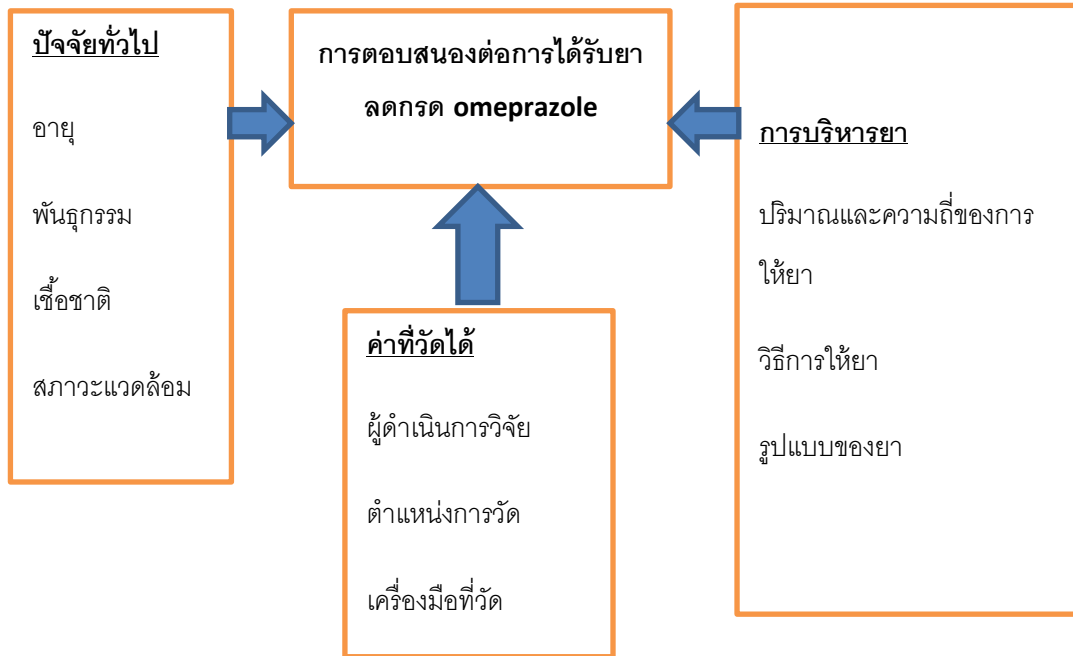 ปัจจัยทั่วไป
อายุ
พันธุกรรม
เชื้อชาติ
สภาวะแวดล้อม
การตอบสนองต่อการได้รับยา
ลดกรด omeprazole
ค่าที่วัดได้
ผู้ดำเนินการวิจัย
ตำแหน่งการวัด
เครื่องมือที่วัด
การบริหารยา
ปริมาณและความถี่ของการ
ให้ยา
วิธีการให้ยา
รูปแบบของยา